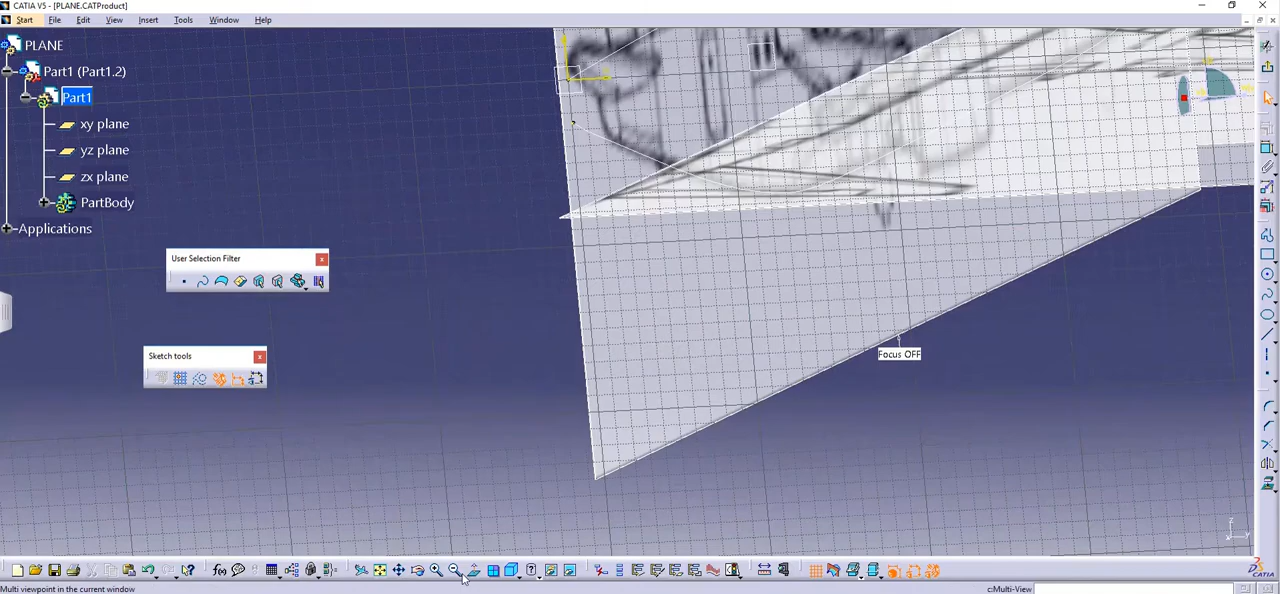 CATIA V5 - [PLANE.CATProduct]
Start File Edit View Insert Tools Window Help
PLANE
Part1 (Part1.2)
Part1
xy plane
yz plane
zx plane
PartBody
Applications
User Selection Filter
Sketch tools
Focus OFF
f(x)
CATIA
Multi viewpoint in the current window
c:Multi-View